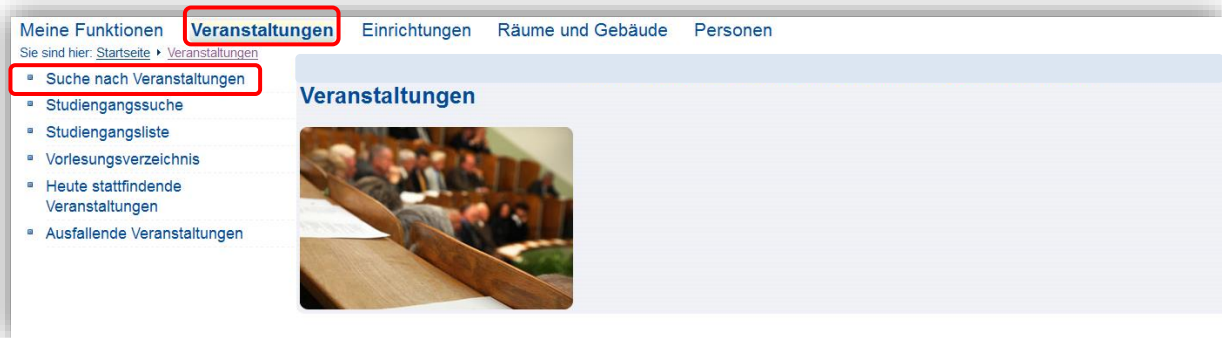 Meine Funktionen Veranstaltungen Einrichtungen Räume und Gebäude Personen
Sie sind hier: Startseite ▸ Veranstaltungen
Suche nach Veranstaltungen
Studiengangssuche
Studiengangsliste
Vorlesungsverzeichnis
Heute stattfindende
Veranstaltungen
Ausfallende Veranstaltungen
Veranstaltungen